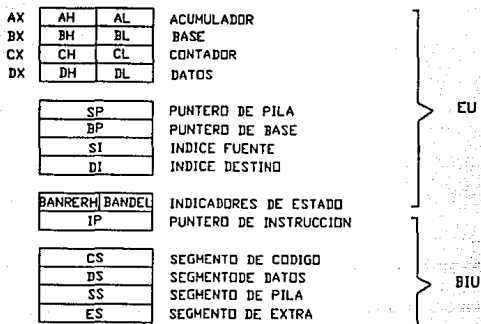 AX AH AL ACUMULADOR
BX BH BL BASE
CX CH CL CONTADOR
DX DH DL DATOS
SP PUNTERO DE PILA
BP PUNTERO DE BASE
SI INDICE FUENTE
DI INDICE DESTINO
EU
BANRERH BANDEL INDICADORES DE ESTADO
IP PUNTERO DE INSTRUCCION
CS SEGMENTO DE CODIGO
DS SEGMENTODE DATOS
SS SEGMENTO DE PILA
ES SEGMENTO DE EXTRA
BIU